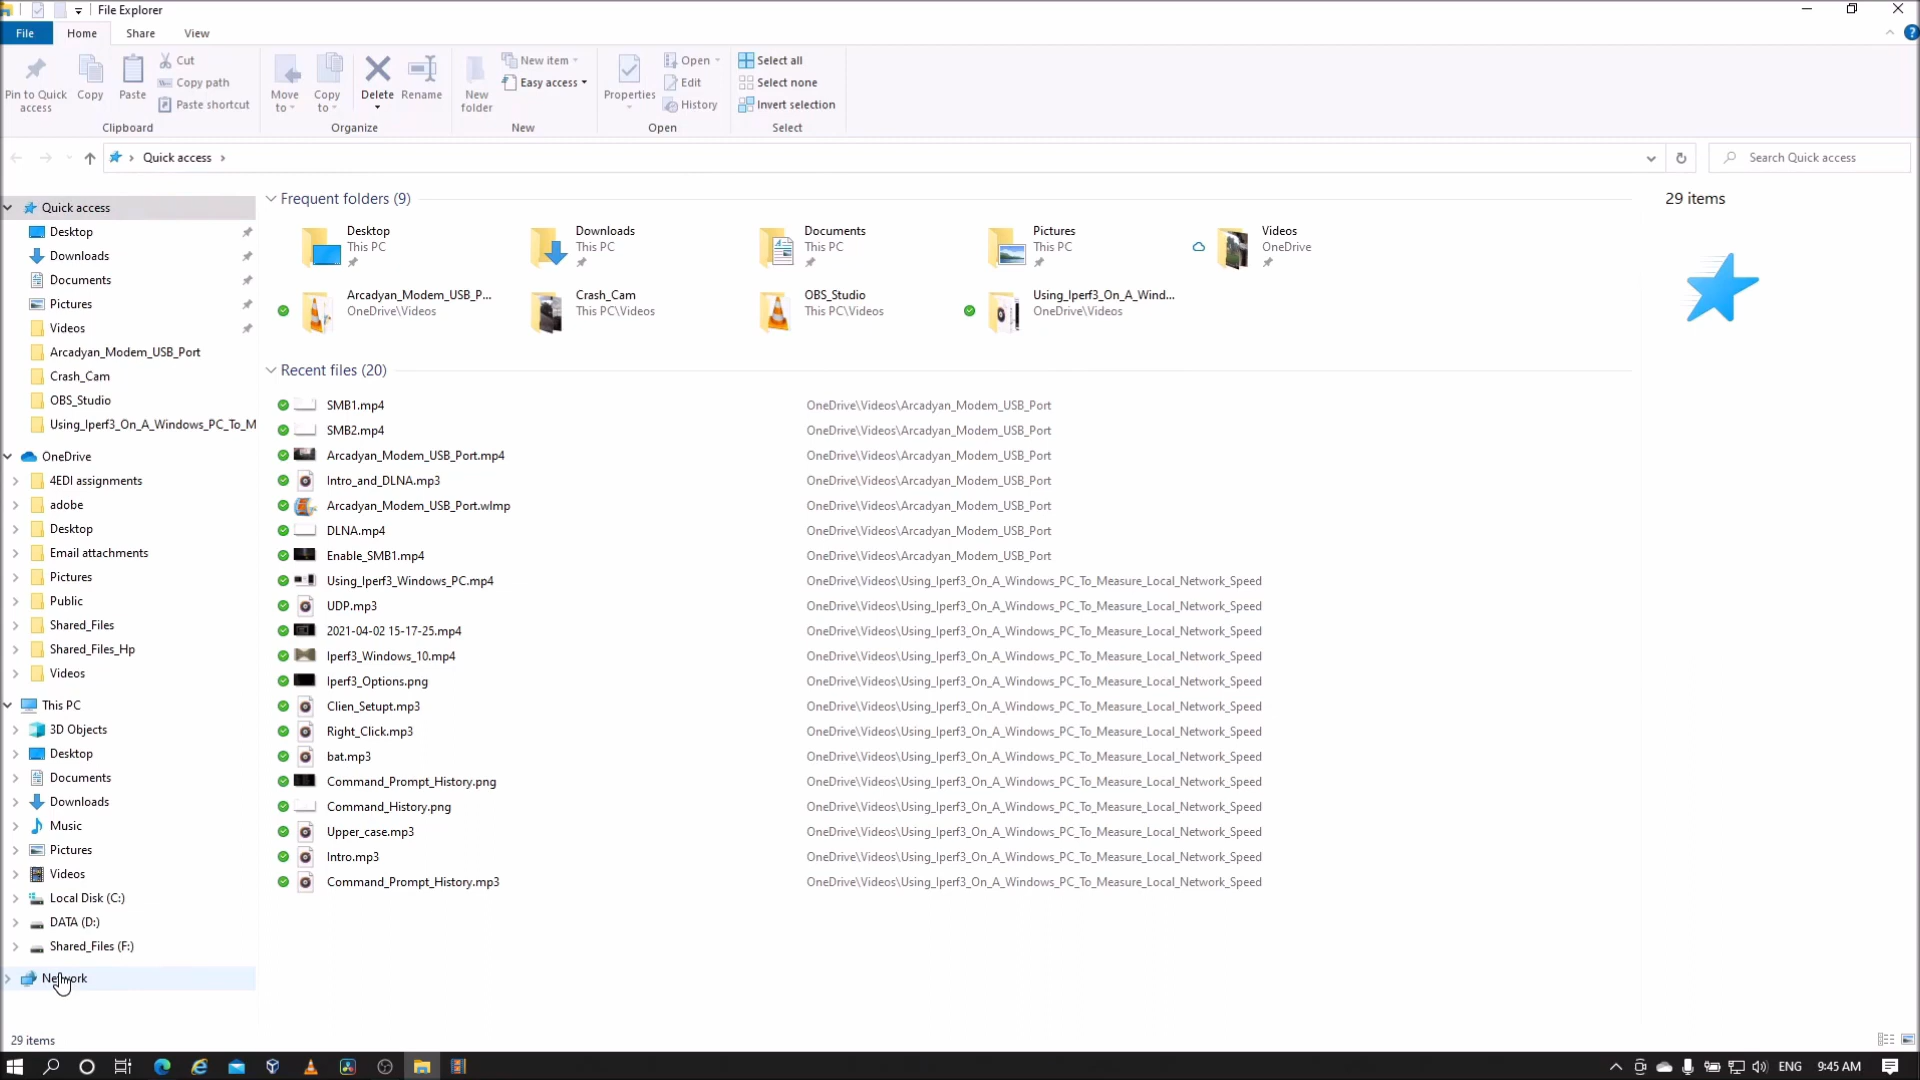 File Explorer
File Home Share View
Pin to Quick access
Copy
Paste
Cut
Copy path
Paste shortcut
Clipboard
Move to
Copy to
Delete
Rename
Organize
New folder
New item
Easy access
New
Properties
Open
Edit
History
Open
Select all
Select none
Invert selection
Select
Quick access
Search Quick access
Quick access
Desktop
Downloads
Documents
Pictures
Videos
Arcadyan_Modem_USB_Port
Crash_Cam
OBS_Studio
Using_Iperf3_On_A_Windows_PC_To_M
OneDrive
4EDI assignments
adobe
Desktop
Email attachments
Pictures
Public
Shared_Files
Shared_Files_Hp
Videos
This PC
3D Objects
Desktop
Documents
Downloads
Music
Pictures
Videos
Local Disk (C:)
DATA (D:)
Shared_Files (F:)
Network
Frequent folders (9)
Desktop
This PC
Downloads
This PC
Documents
This PC
Pictures
This PC
Videos
OneDrive
Arcadyan_Modem_USB_P...
OneDrive\Videos
Crash_Cam
This PC\Videos
OBS_Studio
This PC\Videos
Using_Iperf3_On_A_Wind...
OneDrive\Videos
Recent files (20)
SMB1.mp4 OneDrive\Videos\Arcadyan_Modem_USB_Port
SMB2.mp4 OneDrive\Videos\Arcadyan_Modem_USB_Port
Arcadyan_Modem_USB_Port.mp4 OneDrive\Videos\Arcadyan_Modem_USB_Port
Intro_and_DLNA.mp3 OneDrive\Videos\Arcadyan_Modem_USB_Port
Arcadyan_Modem_USB_Port.wlmp OneDrive\Videos\Arcadyan_Modem_USB_Port
DLNA.mp4 OneDrive\Videos\Arcadyan_Modem_USB_Port
Enable_SMB1.mp4 OneDrive\Videos\Arcadyan_Modem_USB_Port
Using_Iperf3_Windows_PC.mp4 OneDrive\Videos\Using_Iperf3_On_A_Windows_PC_To_Measure_Local_Network_Speed
UDP.mp3 OneDrive\Videos\Using_Iperf3_On_A_Windows_PC_To_Measure_Local_Network_Speed
2021-04-02 15-17-25.mp4 OneDrive\Videos\Using_Iperf3_On_A_Windows_PC_To_Measure_Local_Network_Speed
Iperf3_Windows_10.mp4 OneDrive\Videos\Using_Iperf3_On_A_Windows_PC_To_Measure_Local_Network_Speed
Iperf3_Options.png OneDrive\Videos\Using_Iperf3_On_A_Windows_PC_To_Measure_Local_Network_Speed
Clien_Setupt.mp3 OneDrive\Videos\Using_Iperf3_On_A_Windows_PC_To_Measure_Local_Network_Speed
Right_Click.mp3 OneDrive\Videos\Using_Iperf3_On_A_Windows_PC_To_Measure_Local_Network_Speed
bat.mp3 OneDrive\Videos\Using_Iperf3_On_A_Windows_PC_To_Measure_Local_Network_Speed
Command_Prompt_History.png OneDrive\Videos\Using_Iperf3_On_A_Windows_PC_To_Measure_Local_Network_Speed
Command_History.png OneDrive\Videos\Using_Iperf3_On_A_Windows_PC_To_Measure_Local_Network_Speed
Upper_case.mp3 OneDrive\Videos\Using_Iperf3_On_A_Windows_PC_To_Measure_Local_Network_Speed
Intro.mp3 OneDrive\Videos\Using_Iperf3_On_A_Windows_PC_To_Measure_Local_Network_Speed
Command_Prompt_History.mp3 OneDrive\Videos\Using_Iperf3_On_A_Windows_PC_To_Measure_Local_Network_Speed
29 items
29 items
ENG 9:45 AM